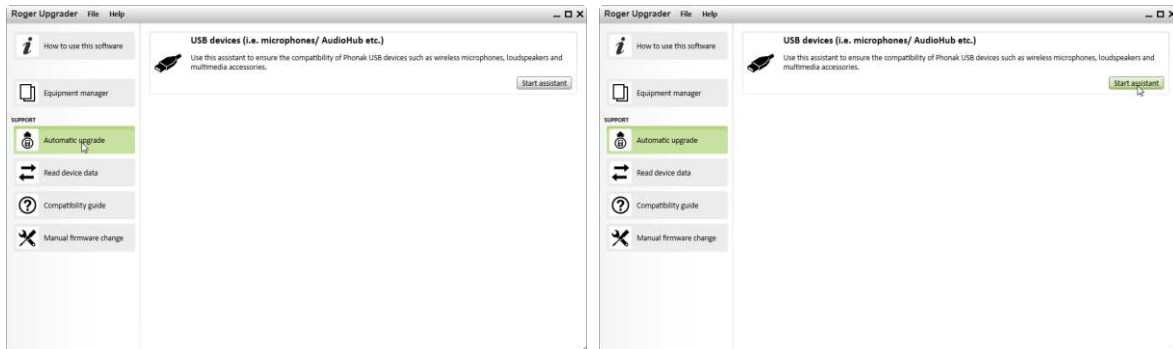 Roger Upgrader File Help
How to use this software
Equipment manager
SUPPORT
Automatic upgrade
Read device data
Compatibility guide
Manual firmware change
USB devices (i.e. microphones/ AudioHub etc.)
Use this assistant to ensure the compatibility of Phonak USB devices such as wireless microphones, loudspeakers and
multimedia accessories.
Start assistant
Roger Upgrader File Help
How to use this software
Equipment manager
SUPPORT
Automatic upgrade
Read device data
Compatibility guide
Manual firmware change
USB devices (i.e. microphones/ AudioHub etc.)
Use this assistant to ensure the compatibility of Phonak USB devices such as wireless microphones, loudspeakers and
multimedia accessories.
Start assistant